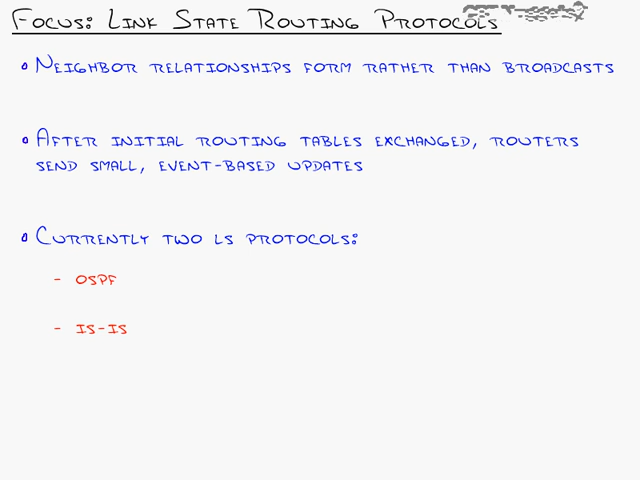 Focus: Link State Routing Protocols
• Neighbor relationships form rather than broadcasts
• After initial routing tables exchanged, routers
send small, event-based updates
• Currently two LS protocols:
- OSPF
- IS-IS